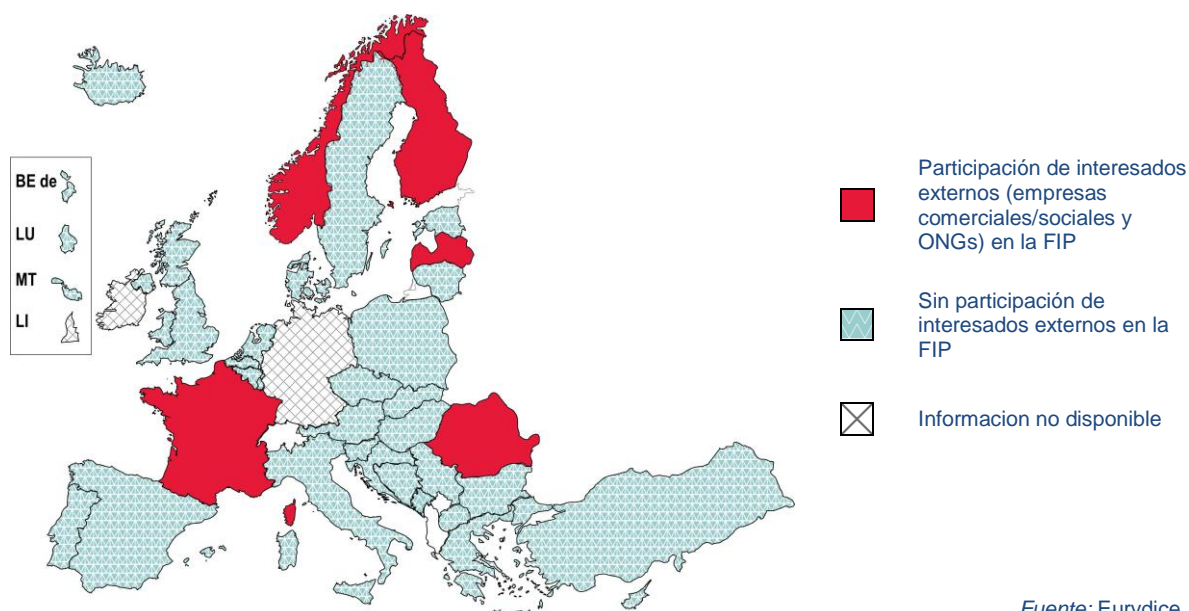 BE de
LU
MT
LI
Participación de interesados
externos (empresas
comerciales/sociales y
ONGs) en la FIP
Sin participación de
interesados externos en la
FIP
Informacion no disponible
Fuente: Eurydice